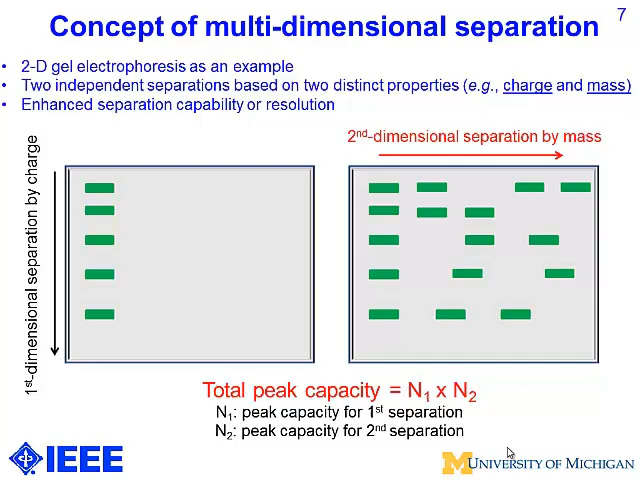 7
Concept of multi-dimensional separation
• 2-D gel electrophoresis as an example
• Two independent separations based on two distinct properties (e.g., charge and mass)
• Enhanced separation capability or resolution
2nd-dimensional separation by mass
1st-dimensional separation by charge
Total peak capacity = N1 x N2
N1: peak capacity for 1st separation
N2: peak capacity for 2nd separation
IEEE
M UNIVERSITY OF MICHIGAN